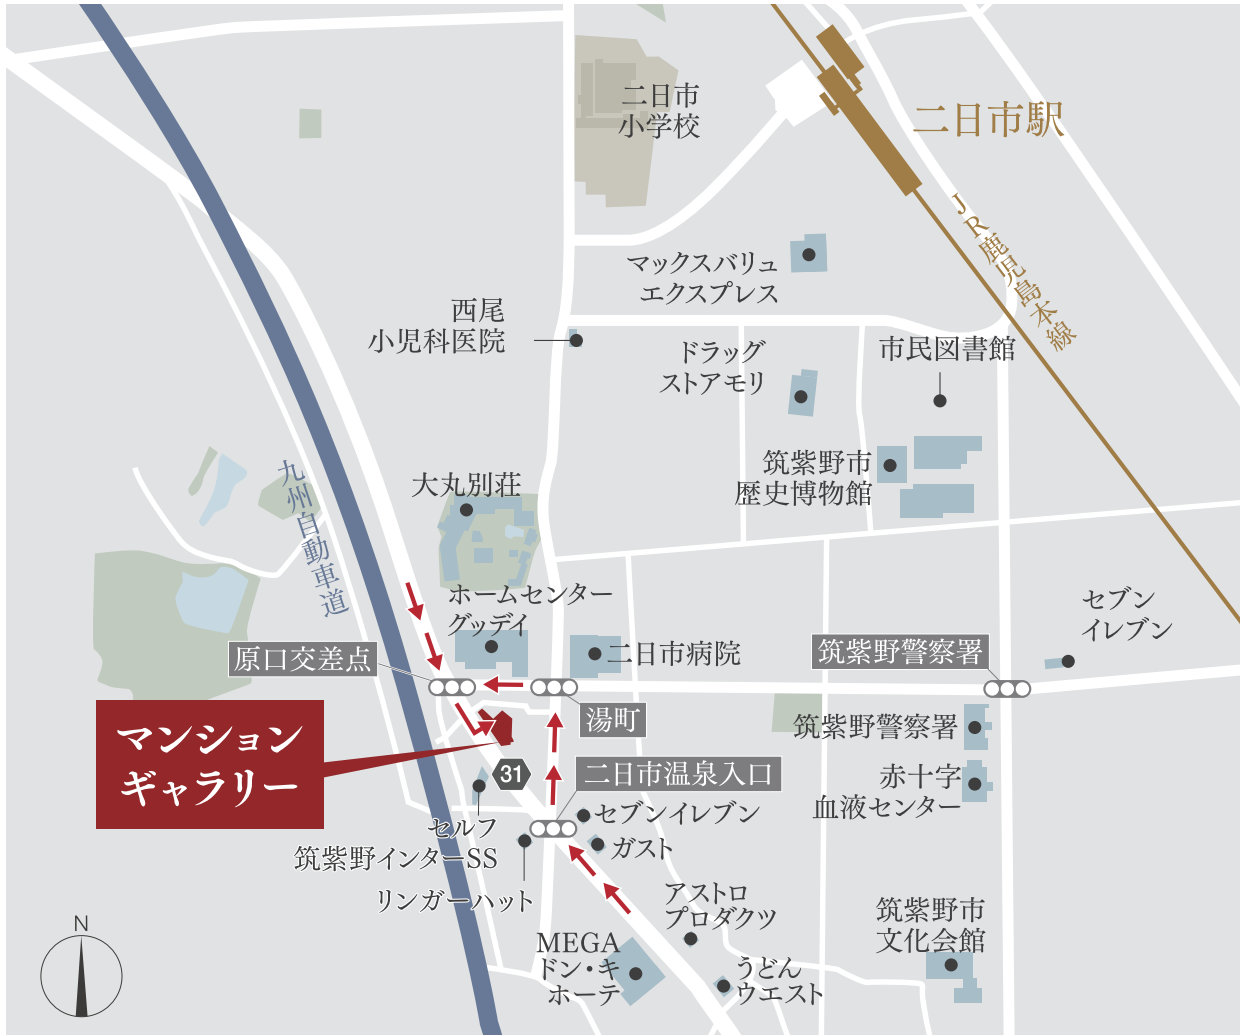 二日市
小学校
二日市駅
JR鹿児島本線
マックスバリュ
エクスプレス
西尾
小児科医院
ドラッグ
ストアモリ
市民図書館
筑紫野市
歴史博物館
大丸別荘
九州自動車道
ホームセンター
グッデイ
セブン
イレブン
原口交差点
二日市病院
筑紫野警察署
湯町
筑紫野警察署
マンション
ギャラリー
31
二日市温泉入口
赤十字
血液センター
セブンイレブン
セルフ
筑紫野インターSS
ガスト
リンガーハット
アストロ
プロダクツ
筑紫野市
文化会館
N
MEGA
ドン・キ
ホーテ
うどん
ウエスト